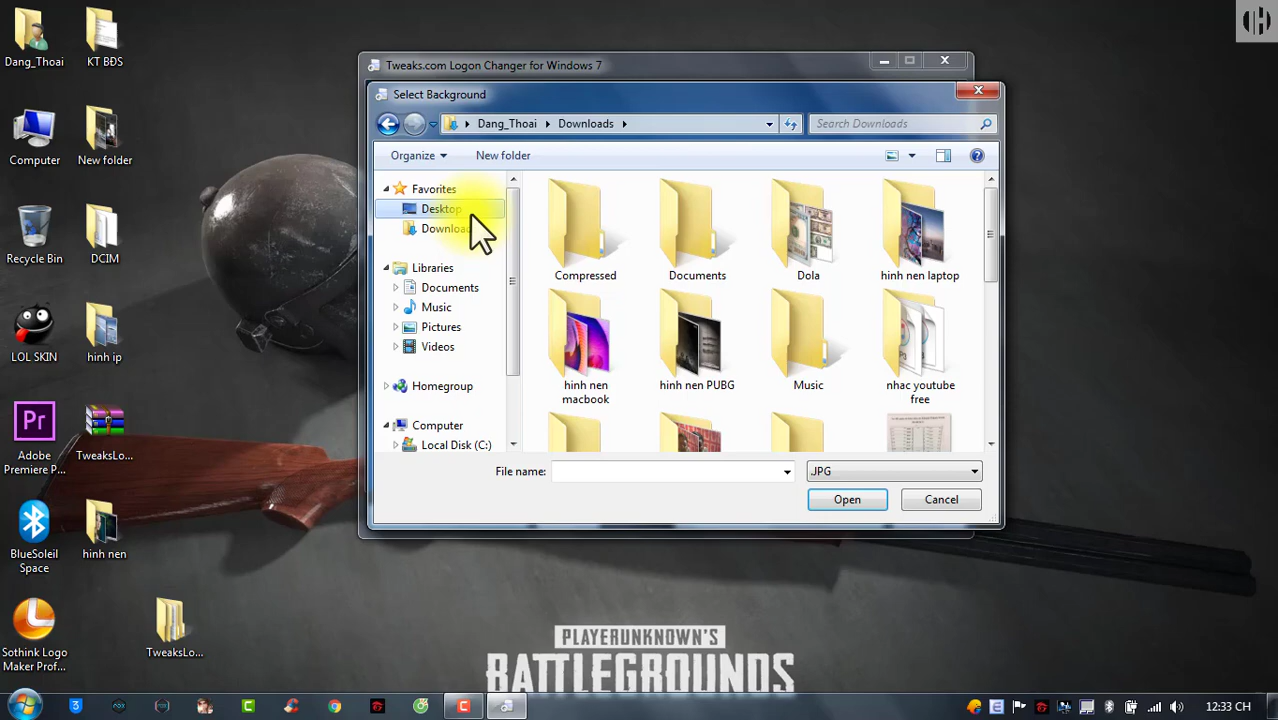 Dang_Thoai
KT BĐS
Computer
New folder
Recycle Bin
DCIM
LOL SKIN
hinh ip
Pr
Adobe
Premiere P...
TweaksLo...
BlueSoleil
Space
hinh nen
Sothink Logo
Maker Prof...
TweaksLo...
Tweaks.com Logon Changer for Windows 7
Select Background
Dang_Thoai
Downloads
Search Downloads
Organize
New folder
Favorites
Desktop
Downloa
Libraries
Documents
Music
Pictures
Videos
Homegroup
Computer
Local Disk (C:)
Compressed
Documents
Dola
hinh nen laptop
hinh nen
macbook
hinh nen PUBG
Music
nhac youtube
free
File name:
.JPG
Open
Cancel
PLAYERUNKNOWN'S
BATTLEGROUNDS
12:33 CH